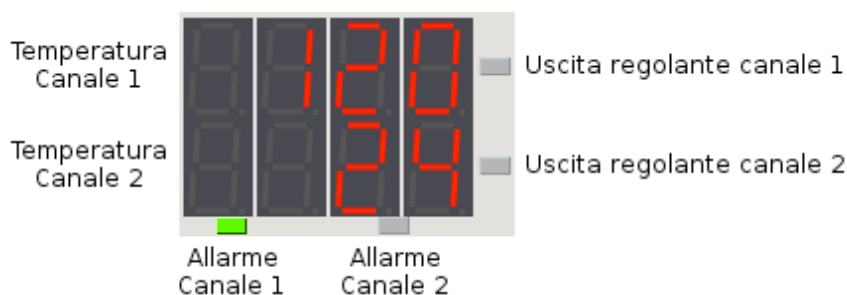 Temperatura
Canale 1
120
Uscita regolante canale 1
Temperatura
Canale 2
24
Uscita regolante canale 2
Allarme
Canale 1
Allarme
Canale 2